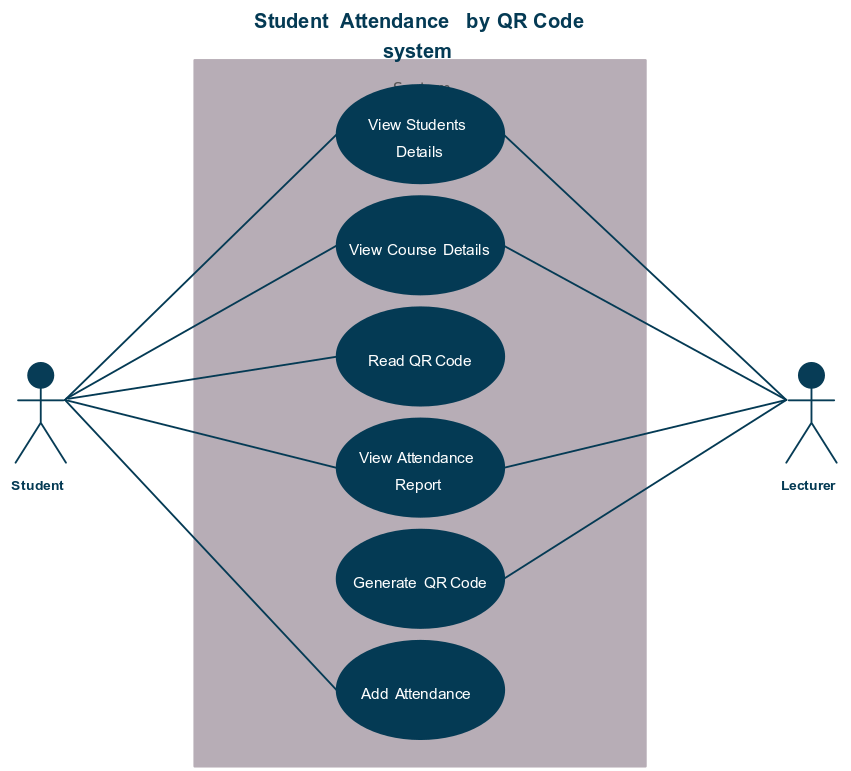 Student Attendance by QR Code
system
View Students
Details
View Course Details
Read QR Code
View Attendance
Report
Student
Lecturer
Generate QR Code
Add Attendance